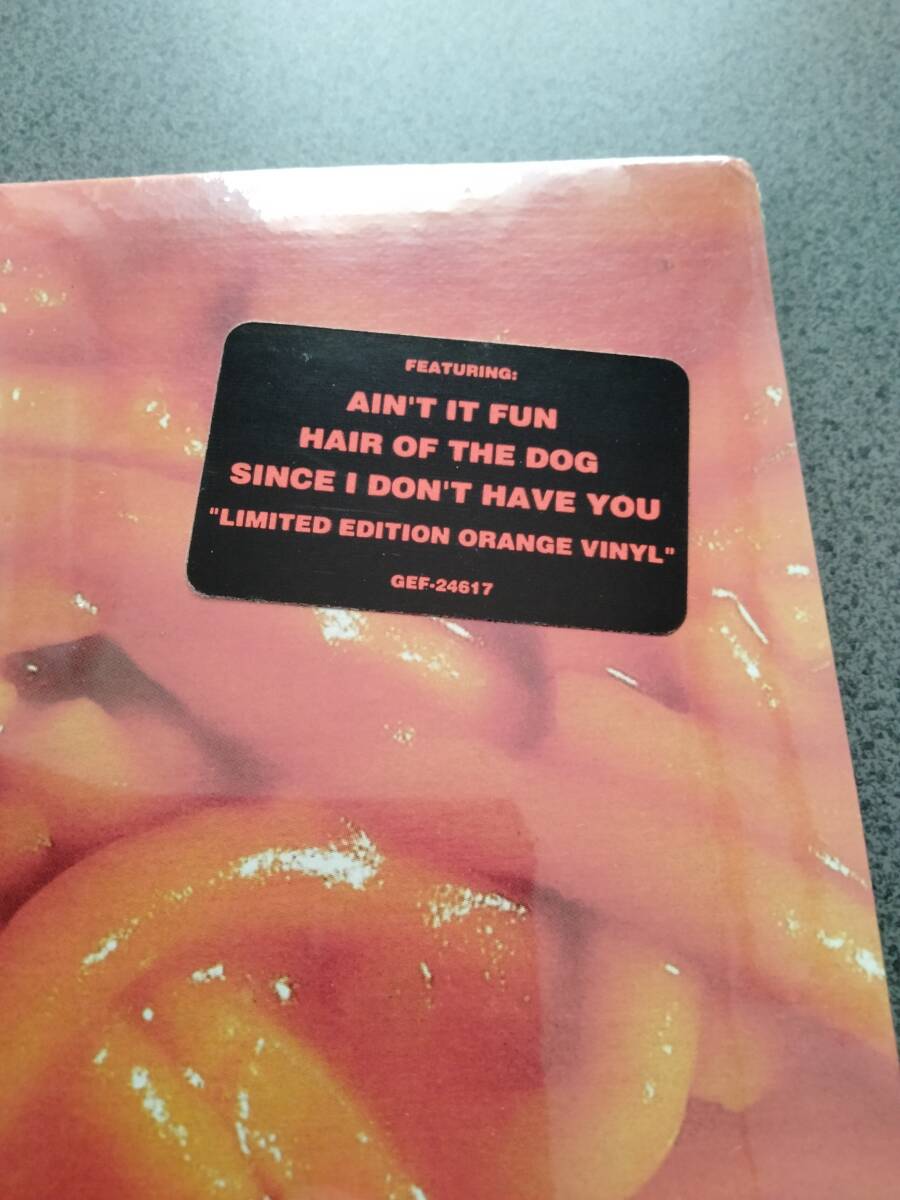 FEATURING:
AIN'T IT FUN
HAIR OF THE DOG
SINCE I DON'T HAVE YOU
"LIMITED EDITION ORANGE VINYL"
GEF-24617